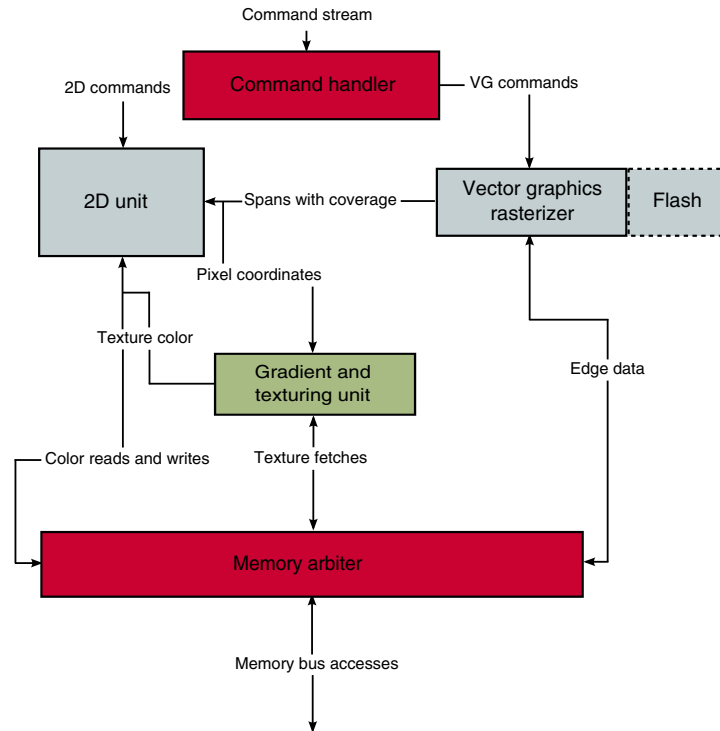 Command stream
Command handler
2D commands
VG commands
2D unit
Spans with coverage
Vector graphics
rasterizer
Flash
Pixel coordinates
Texture color
Gradient and
texturing unit
Edge data
Color reads and writes
Texture fetches
Memory arbiter
Memory bus accesses